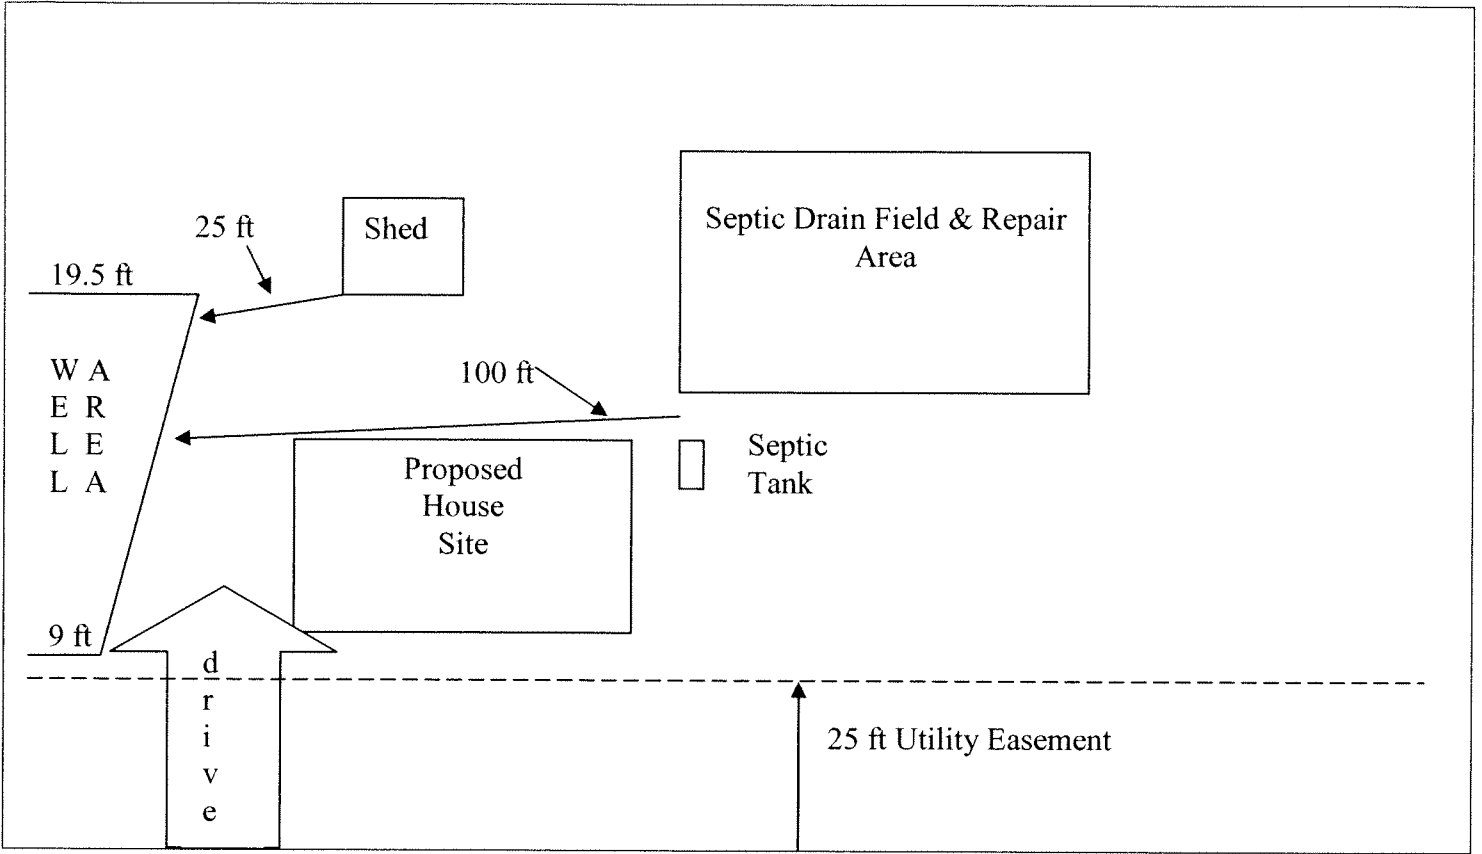 25 ft
Shed
Septic Drain Field & Repair
Area
19.5 ft
W A
E R
L E
L A
100 ft
Septic
Tank
Proposed
House
Site
9 ft
d
r
i
v
e
25 ft Utility Easement